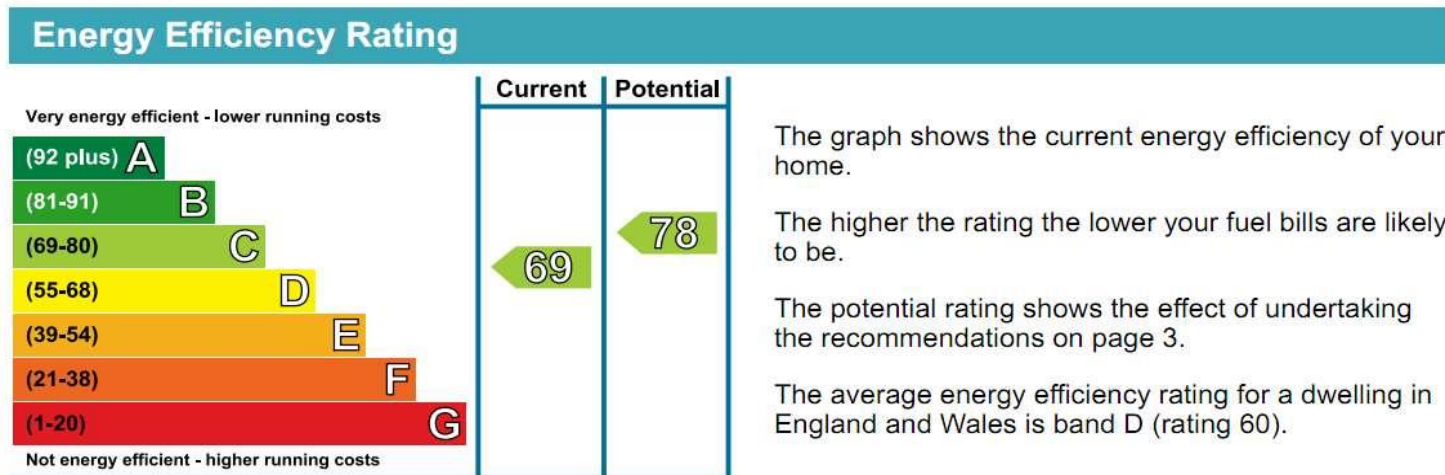 Energy Efficiency Rating
Current Potential
Very energy efficient - lower running costs
(92 plus) A
(81-91) B
(69-80) C
(55-68) D
(39-54) E
(21-38) F
(1-20) G
Not energy efficient - higher running costs
69
78
The graph shows the current energy efficiency of your
home.
The higher the rating the lower your fuel bills are likely
to be.
The potential rating shows the effect of undertaking
the recommendations on page 3.
The average energy efficiency rating for a dwelling in
England and Wales is band D (rating 60).